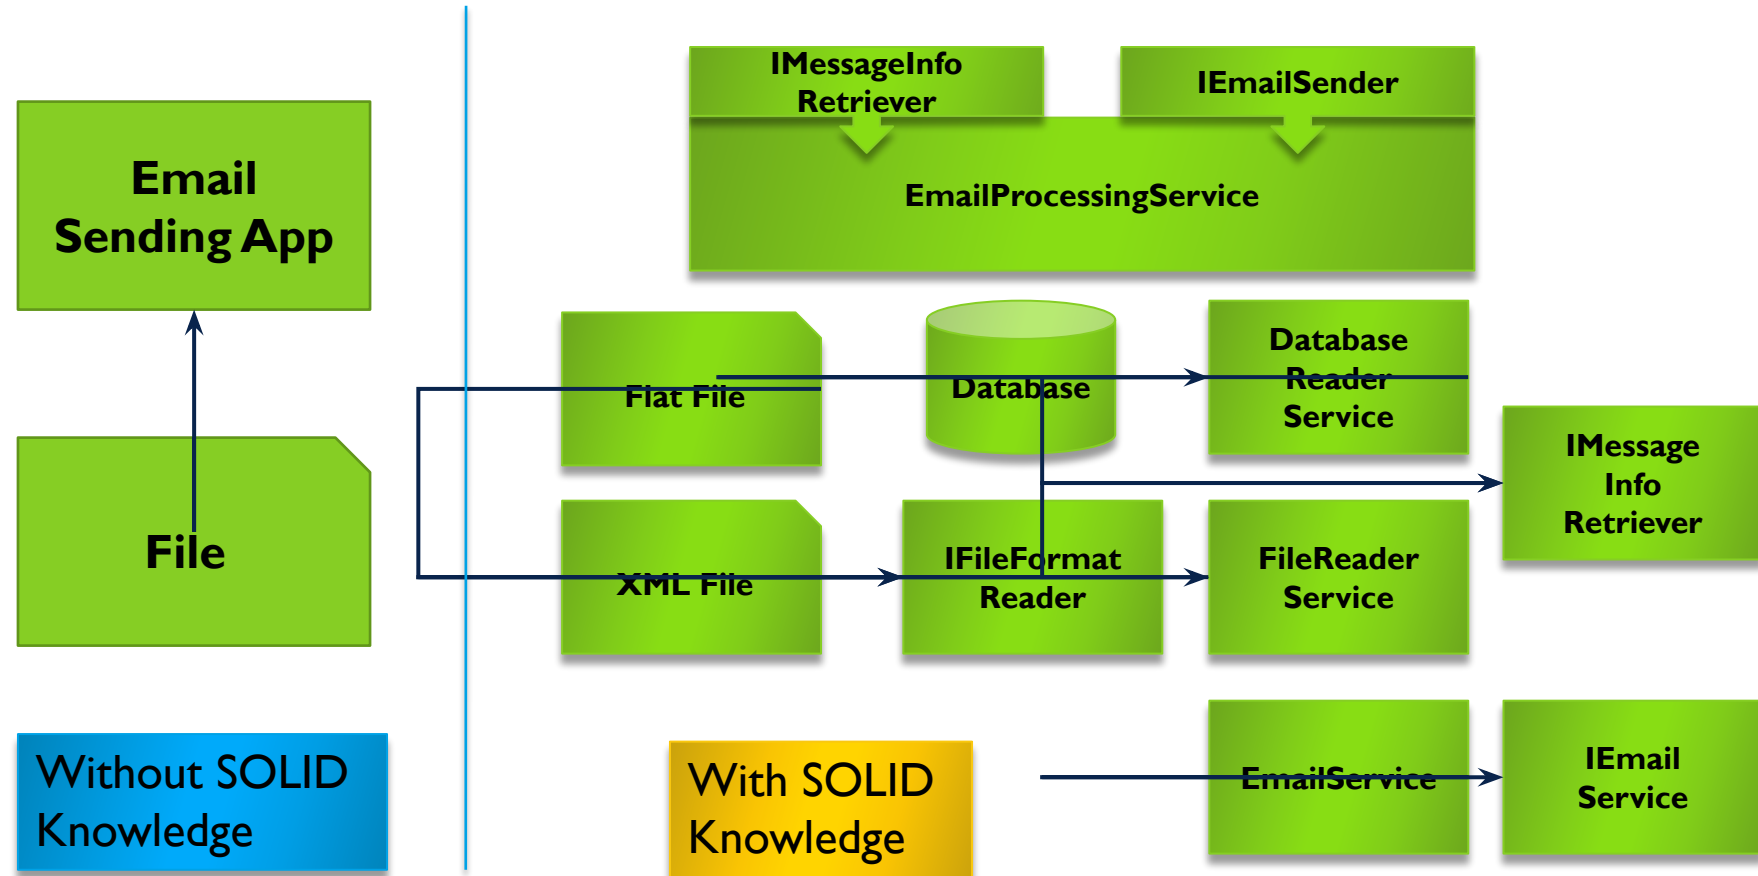 Email
Sending App
File
Without SOLID
Knowledge
IMessageInfo
Retriever
IEmailSender
EmailProcessingService
Flat File
Database
Database
Reader
Service
IMessage
Info
Retriever
XML File
IFileFormat
Reader
FileReader
Service
EmailService
IEmail
Service
With SOLID
Knowledge